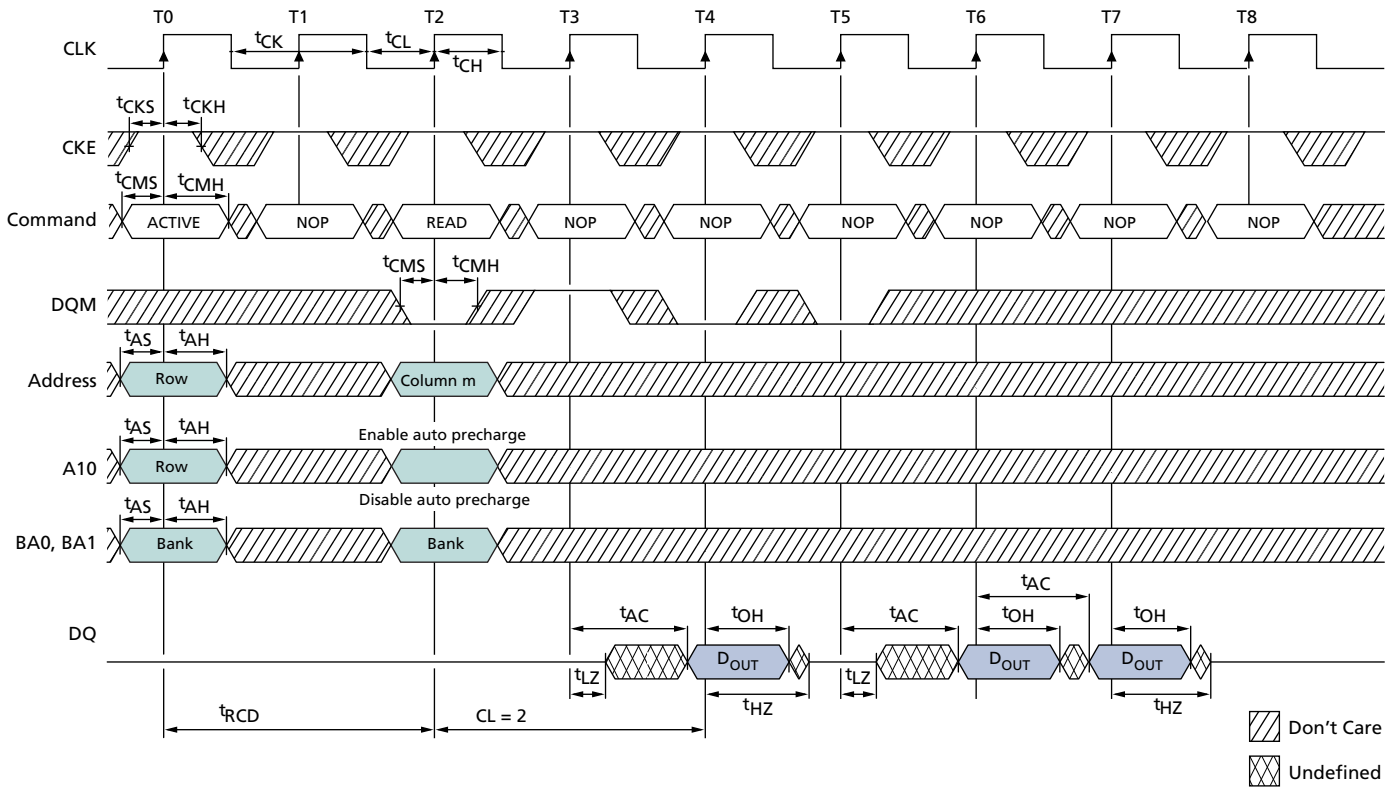 T0 T1 T2 T3 T4 T5 T6 T7 T8
CLK
tCK tCL
tCH
tCKS tCKH
CKE
tCMS tCMH
Command ACTIVE NOP READ NOP NOP NOP NOP NOP NOP
tCMS tCMH
DQM
tAS tAH
Address Row Column m
tAS tAH
Enable auto precharge
A10 Row
Disable auto precharge
tAS tAH
BA0, BA1 Bank Bank
tAC
tAC tOH tAC tOH tOH
DQ
DOUT DOUT DOUT
tLZ tLZ
tHZ tHZ
tRCD CL = 2
Don't Care
Undefined